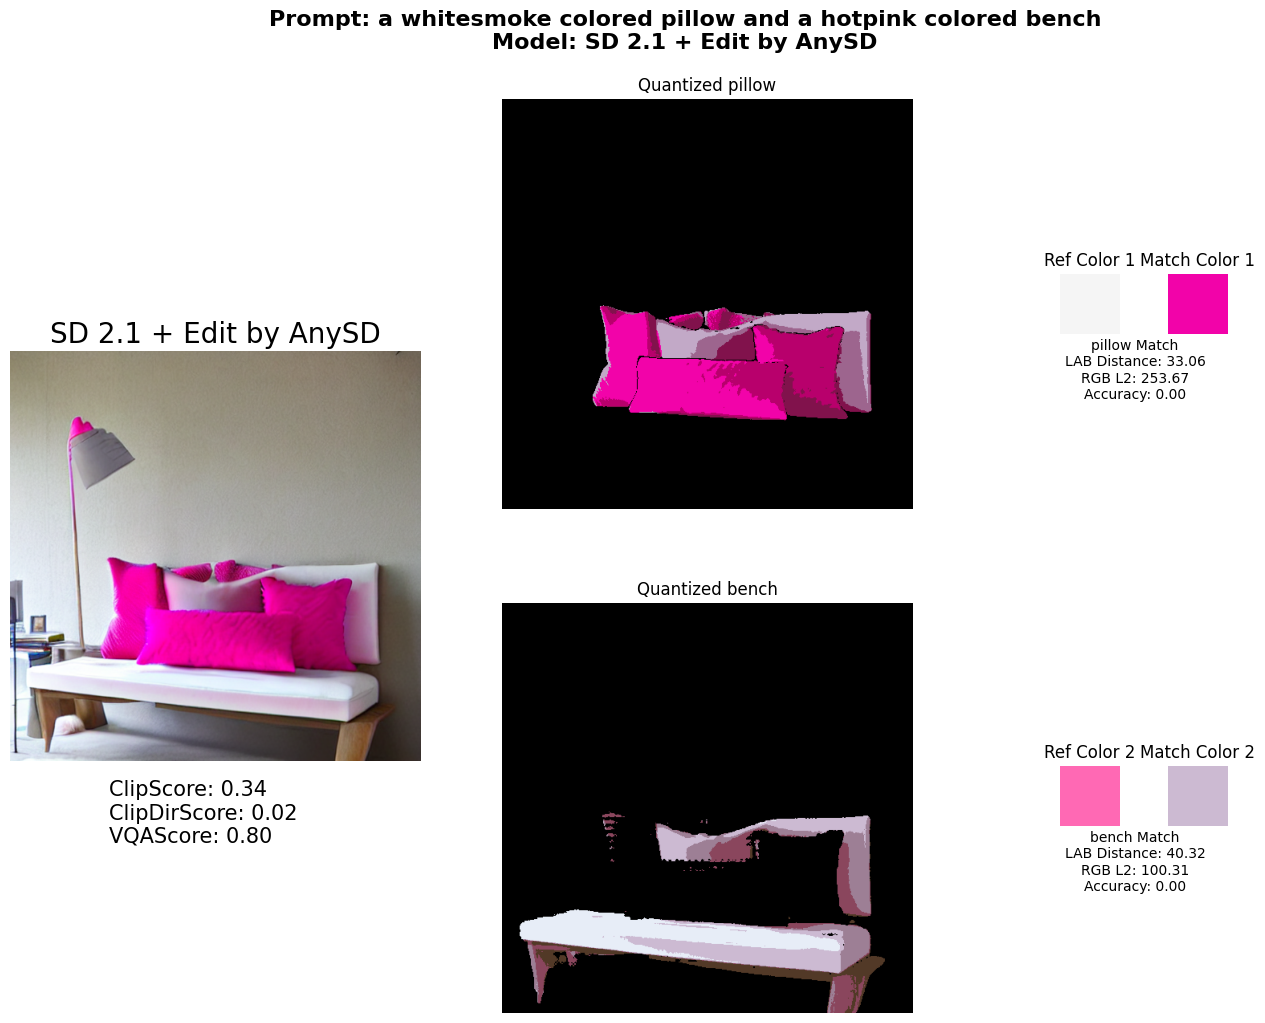 Prompt: a whitesmoke colored pillow and a hotpink colored bench
Model: SD 2.1 + Edit by AnySD
SD 2.1 + Edit by AnySD
ClipScore: 0.34
ClipDirScore: 0.02
VQAScore: 0.80
Quantized pillow
Ref Color 1 Match Color 1
pillow Match
LAB Distance: 33.06
RGB L2: 253.67
Accuracy: 0.00
Quantized bench
Ref Color 2 Match Color 2
bench Match
LAB Distance: 40.32
RGB L2: 100.31
Accuracy: 0.00